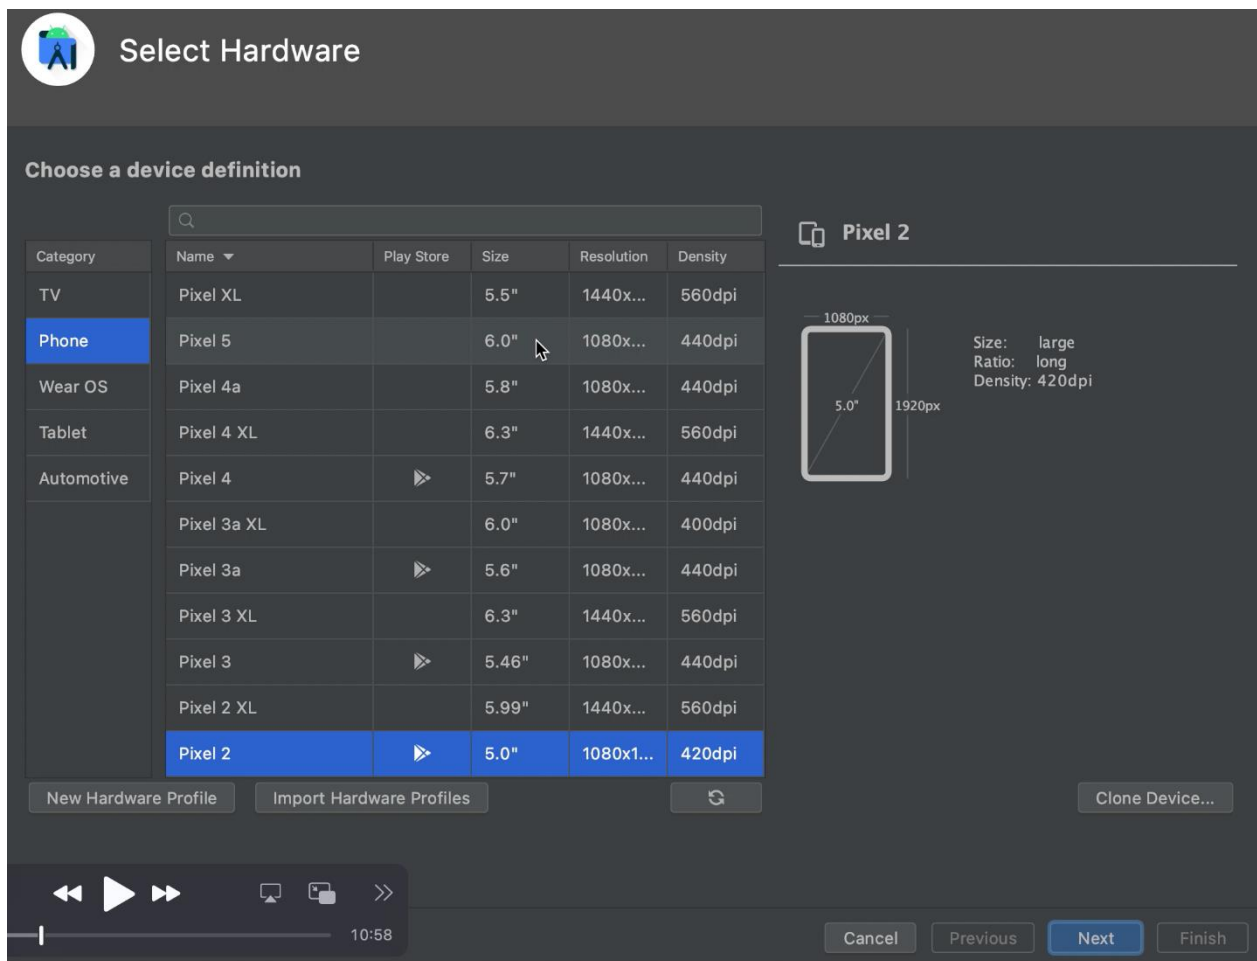 Select Hardware
Choose a device definition
Category
TV
Phone
Wear OS
Tablet
Automotive
Name Play Store Size Resolution Density
Pixel XL 5.5" 1440x... 560dpi
Pixel 5 6.0" 1080x... 440dpi
Pixel 4a 5.8" 1080x... 440dpi
Pixel 4 XL 6.3" 1440x... 560dpi
Pixel 4 5.7" 1080x... 440dpi
Pixel 3a XL 6.0" 1080x... 400dpi
Pixel 3a 5.6" 1080x... 440dpi
Pixel 3 XL 6.3" 1440x... 560dpi
Pixel 3 5.46" 1080x... 440dpi
Pixel 2 XL 5.99" 1440x... 560dpi
Pixel 2 5.0" 1080x1... 420dpi
Pixel 2
1080px
5.0"
1920px
Size: large
Ratio: long
Density: 420dpi
New Hardware Profile Import Hardware Profiles Clone Device...
10:58
Cancel Previous Next Finish